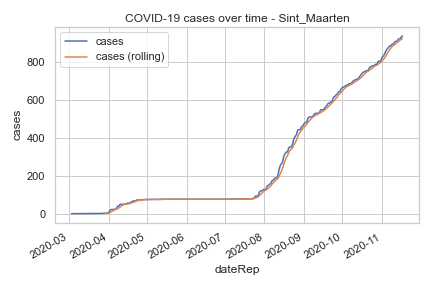 COVID-19 cases over time - Sint_Maarten
cases
cases (rolling)
cases
800
600
400
200
0
2020-03
2020-04
2020-05
2020-06
2020-07
2020-08
2020-09
2020-10
2020-11
dateRep